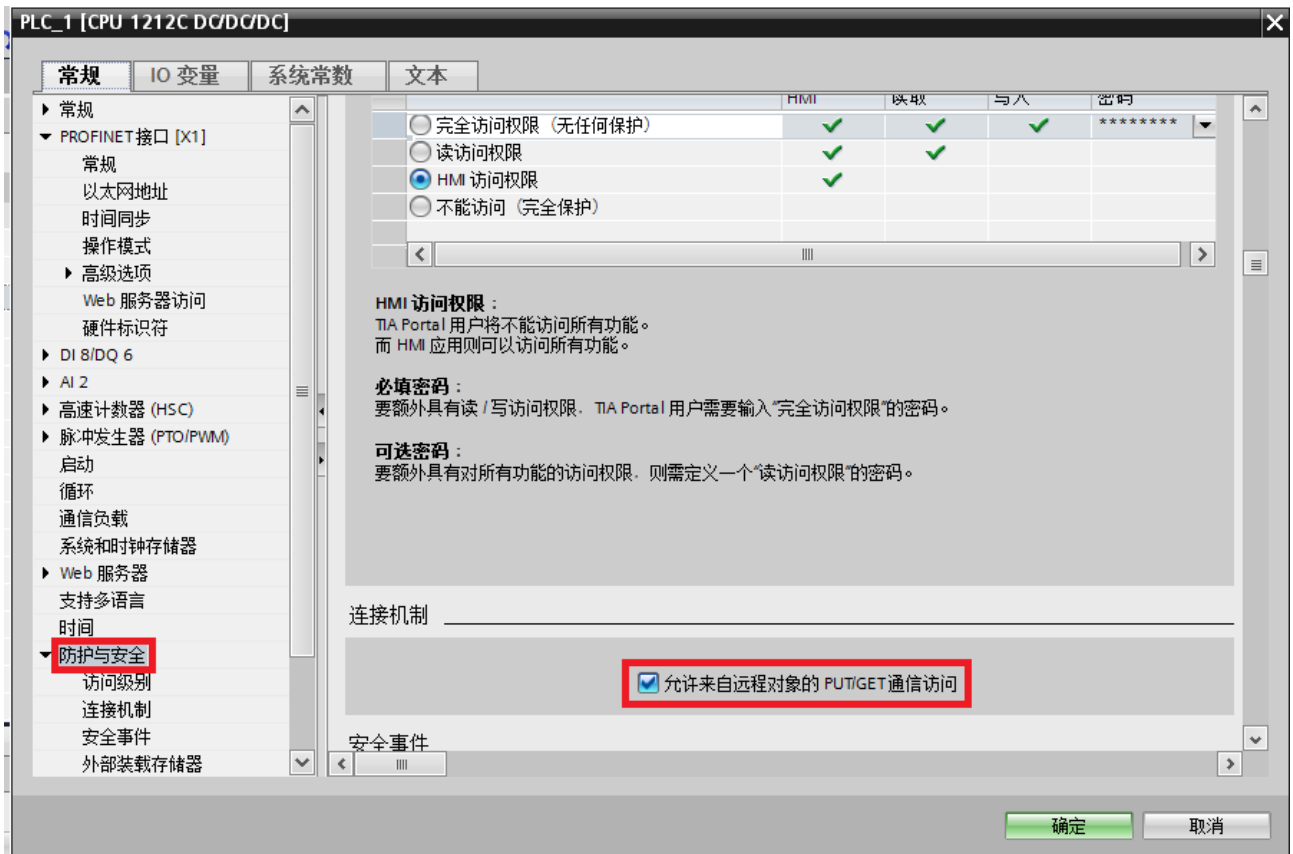 PLC_1 [CPU 1212C DC/DC/DC]
常规 IO 变量 系统常数 文本
常规
PROFINET接口 [X1]
常规
以太网地址
时间同步
操作模式
高级选项
Web 服务器访问
硬件标识符
DI 8/DQ 6
AI 2
高速计数器 (HSC)
脉冲发生器 (PTO/PWM)
启动
循环
通信负载
系统和时钟存储器
Web 服务器
支持多语言
时间
防护与安全
访问级别
连接机制
安全事件
外部装载存储器
HMI 读取 写入 密码
完全访问权限（无任何保护） ********
读访问权限
HMI 访问权限
不能访问（完全保护）
HMI 访问权限：
TIA Portal 用户将不能访问所有功能。
而 HMI 应用则可以访问所有功能。
必填密码：
要额外具有读 / 写访问权限，TIA Portal 用户需要输入“完全访问权限”的密码。
可选密码：
要额外具有对所有功能的访问权限，则需定义一个“读访问权限”的密码。
连接机制
允许来自远程对象的 PUT/GET 通信访问
安全事件
确定 取消